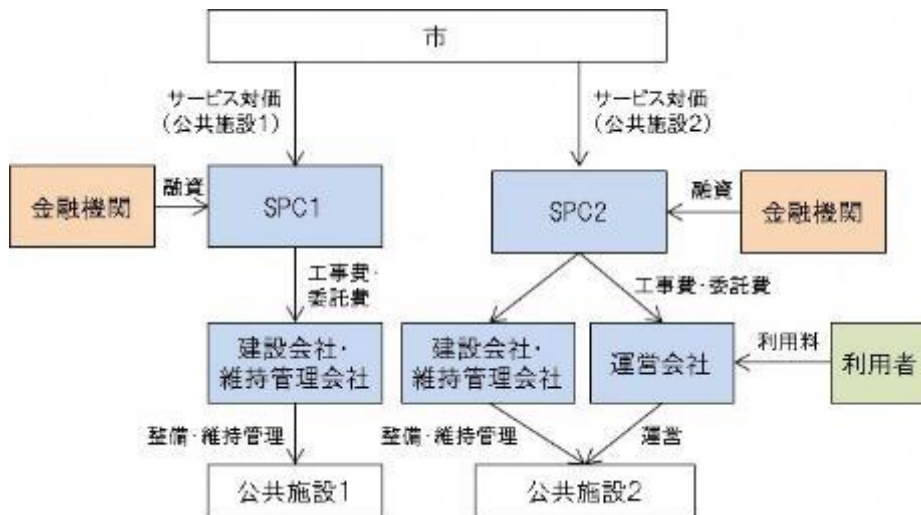 市
サービス対価
(公共施設1)
サービス対価
(公共施設2)
金融機関
融資
SPC1
SPC2
融資
金融機関
工事費・
委託費
工事費・委託費
建設会社・
維持管理会社
建設会社・
維持管理会社
運営会社
利用料
利用者
整備・維持管理
整備・維持管理
運営
公共施設1
公共施設2